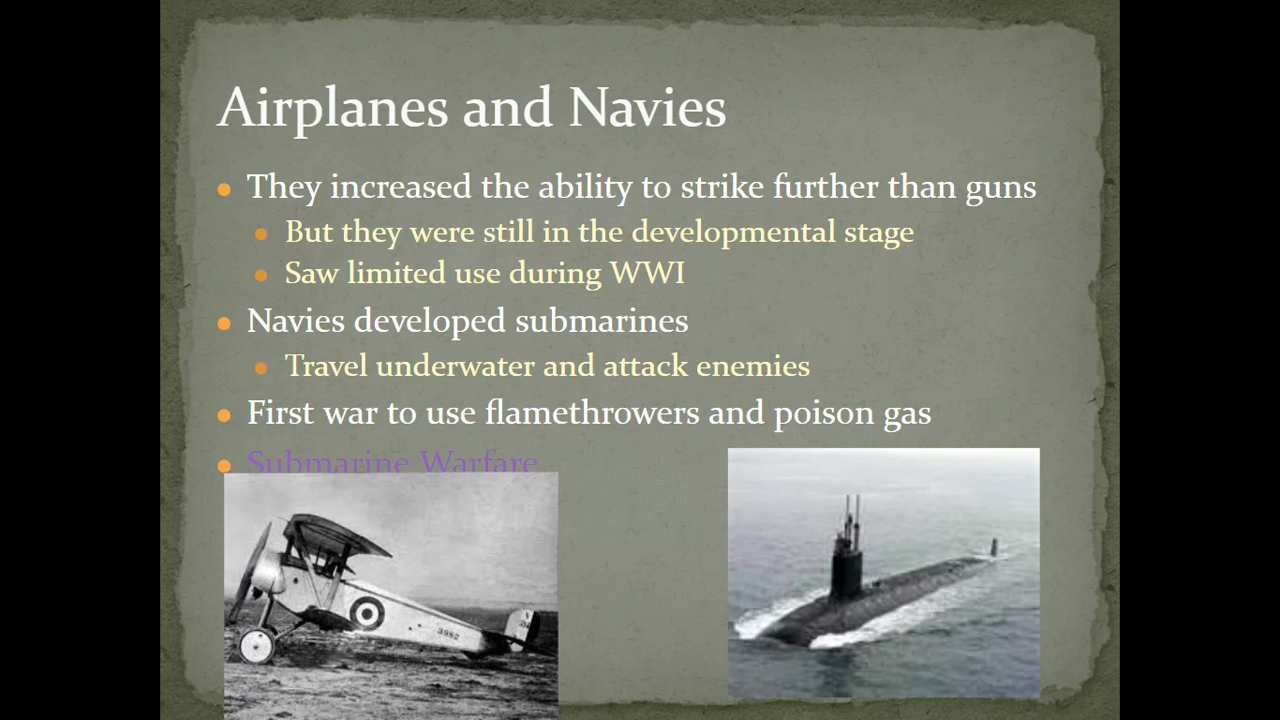 Airplanes and Navies
They increased the ability to strike further than guns
But they were still in the developmental stage
Saw limited use during WWI
Navies developed submarines
Travel underwater and attack enemies
First war to use flamethrowers and poison gas
Submarine Warfare
3982